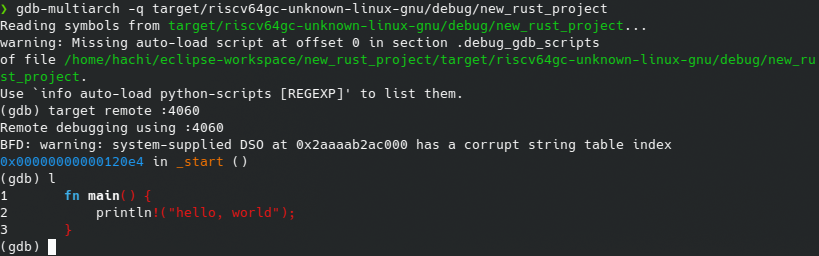 ❯ gdb-multiarch -q target/riscv64gc-unknown-linux-gnu/debug/new_rust_project
Reading symbols from target/riscv64gc-unknown-linux-gnu/debug/new_rust_project...
warning: Missing auto-load script at offset 0 in section .debug_gdb_scripts
of file /home/hachi/eclipse-workspace/new_rust_project/target/riscv64gc-unknown-linux-gnu/debug/new_ru
st_project.
Use `info auto-load python-scripts [REGEXP]' to list them.
(gdb) target remote :4060
Remote debugging using :4060
BFD: warning: system-supplied DSO at 0x2aaaab2ac000 has a corrupt string table index
0x00000000000120e4 in _start ()
(gdb) l
1       fn main() {
2           println!("hello, world");
3       }
(gdb)